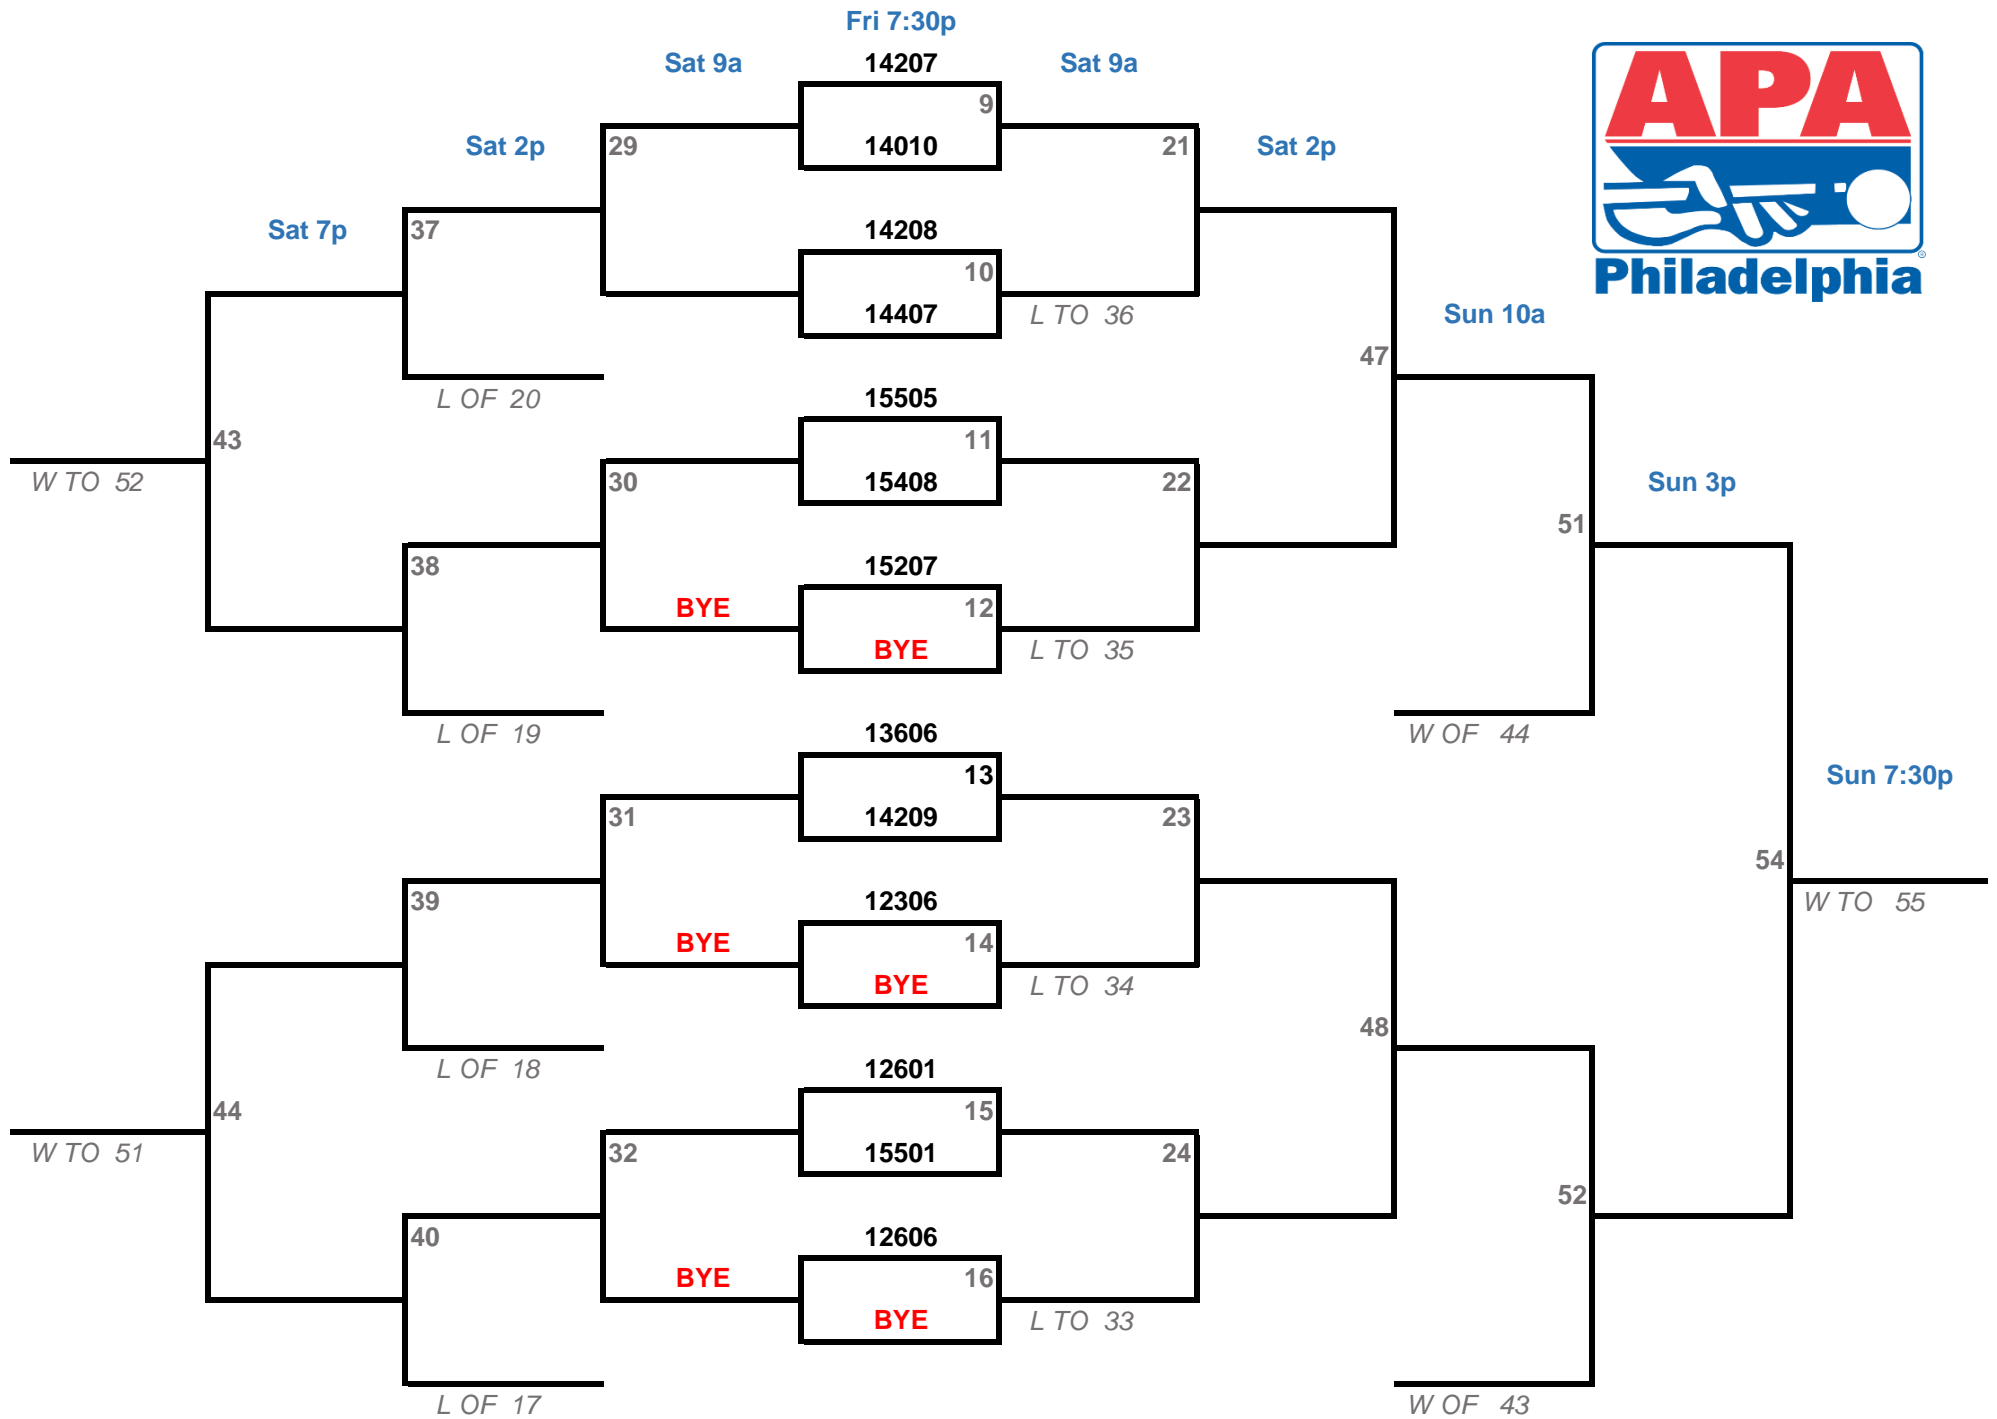 Fri 7:30p
Sat 9a 14207 Sat 9a
APA
9
Sat 2p 29 14010 21 Sat 2p
Sat 7p 37 14208
10
Philadelphia
14407 L TO 36 Sun 10a
47
L OF 20 15505
43 11
W TO 52 30 15408 22 Sun 3p
51
38 15207
BYE 12
BYE L TO 35
L OF 19 13606 W OF 44
13 Sun 7:30p
31 14209 23
54
39 12306 W TO 55
BYE 14
BYE L TO 34
48
L OF 18 12601
44 15
W TO 51 32 15501 24
52
40 12606
BYE 16
BYE L TO 33
L OF 17 W OF 43